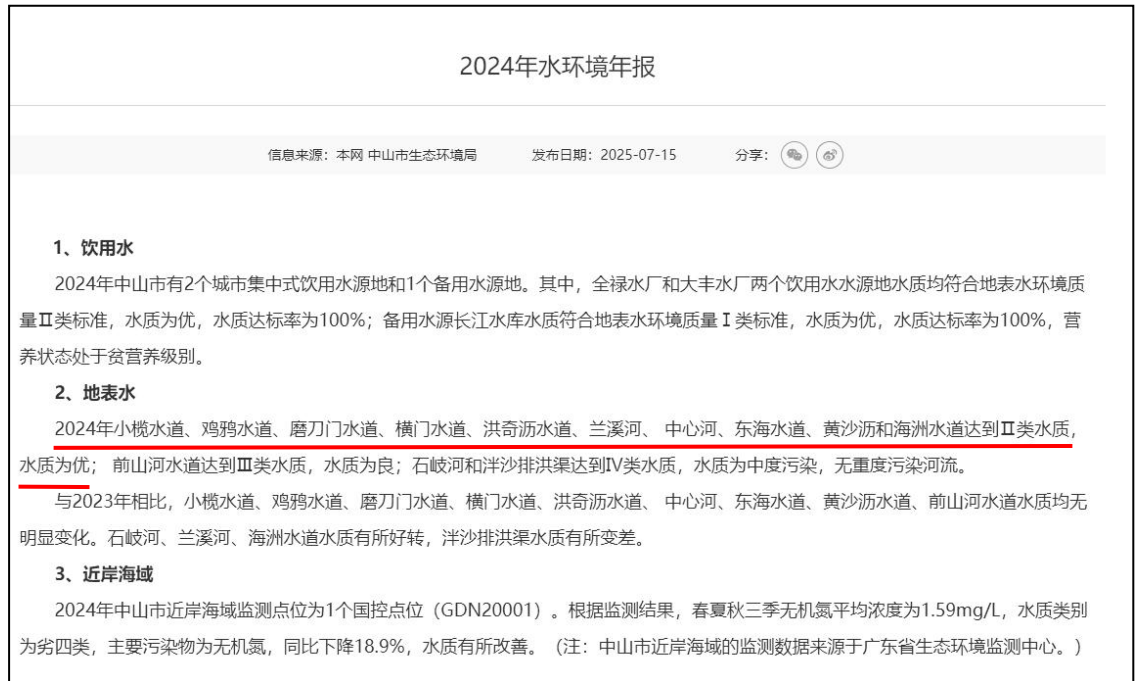 2024年水环境年报
信息来源：本网 中山市生态环境局 发布日期：2025-07-15 分享：
1、饮用水
2024年中山市有2个城市集中式饮用水源地和1个备用水源地。其中，全禄水厂和大丰水厂两个饮用水水源地水质均符合地表水环境质
量Ⅱ类标准，水质为优，水质达标率为100%；备用水源长江水库水质符合地表水环境质量Ⅰ类标准，水质为优，水质达标率为100%，营
养状态处于贫营养级别。
2、地表水
2024年小榄水道、鸡鸦水道、磨刀门水道、横门水道、洪奇沥水道、兰溪河、 中心河、东海水道、黄沙沥和海洲水道达到Ⅱ类水质，
水质为优； 前山河水道达到Ⅲ类水质，水质为良；石岐河和泮沙排洪渠达到Ⅳ类水质，水质为中度污染，无重度污染河流。
与2023年相比，小榄水道、鸡鸦水道、磨刀门水道、横门水道、洪奇沥水道、 中心河、东海水道、黄沙沥水道、前山河水道水质均无
明显变化。石岐河、兰溪河、海洲水道水质有所好转，泮沙排洪渠水质有所变差。
3、近岸海域
2024年中山市近岸海域监测点位为1个国控点位（GDN20001）。根据监测结果，春夏秋三季无机氮平均浓度为1.59mg/L，水质类别
为劣四类，主要污染物为无机氮，同比下降18.9%，水质有所改善。（注：中山市近岸海域的监测数据来源于广东省生态环境监测中心。）